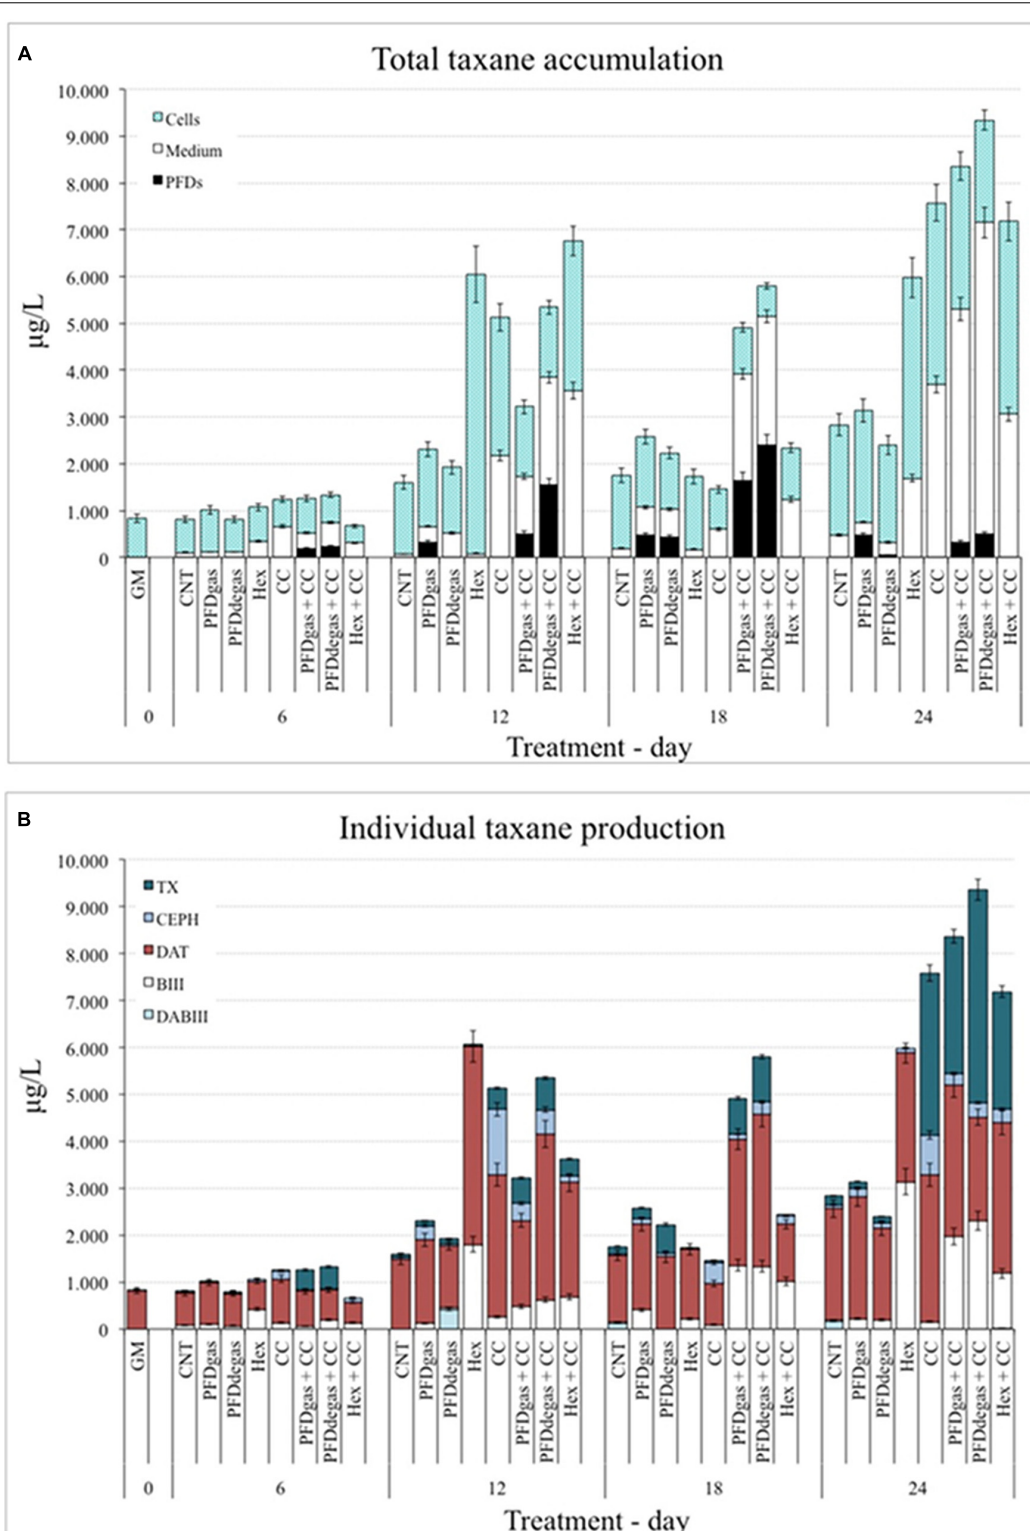 A
Total taxane accumulation
10.000
9.000
8.000
7.000
6.000
5.000
4.000
3.000
2.000
1.000
0
µg/L
Cells
Medium
PFDs
GM
CNT
PFDgas
PFDdegas
Hex
CC
PFDgas + CC
PFDdegas + CC
Hex + CC
CNT
PFDgas
PFDdegas
Hex
CC
PFDgas + CC
PFDdegas + CC
Hex + CC
CNT
PFDgas
PFDdegas
Hex
CC
PFDgas + CC
PFDdegas + CC
Hex + CC
CNT
PFDgas
PFDdegas
Hex
CC
PFDgas + CC
PFDdegas + CC
Hex + CC
0 6 12 18 24
Treatment - day
B
Individual taxane production
10.000
9.000
8.000
7.000
6.000
5.000
4.000
3.000
2.000
1.000
0
µg/L
TX
CEPH
DAT
BIII
DABIII
GM
CNT
PFDgas
PFDdegas
Hex
CC
PFDgas + CC
PFDdegas + CC
Hex + CC
CNT
PFDgas
PFDdegas
Hex
CC
PFDgas + CC
PFDdegas + CC
Hex + CC
CNT
PFDgas
PFDdegas
Hex
CC
PFDgas + CC
PFDdegas + CC
Hex + CC
CNT
PFDgas
PFDdegas
Hex
CC
PFDgas + CC
PFDdegas + CC
Hex + CC
0 6 12 18 24
Treatment - day